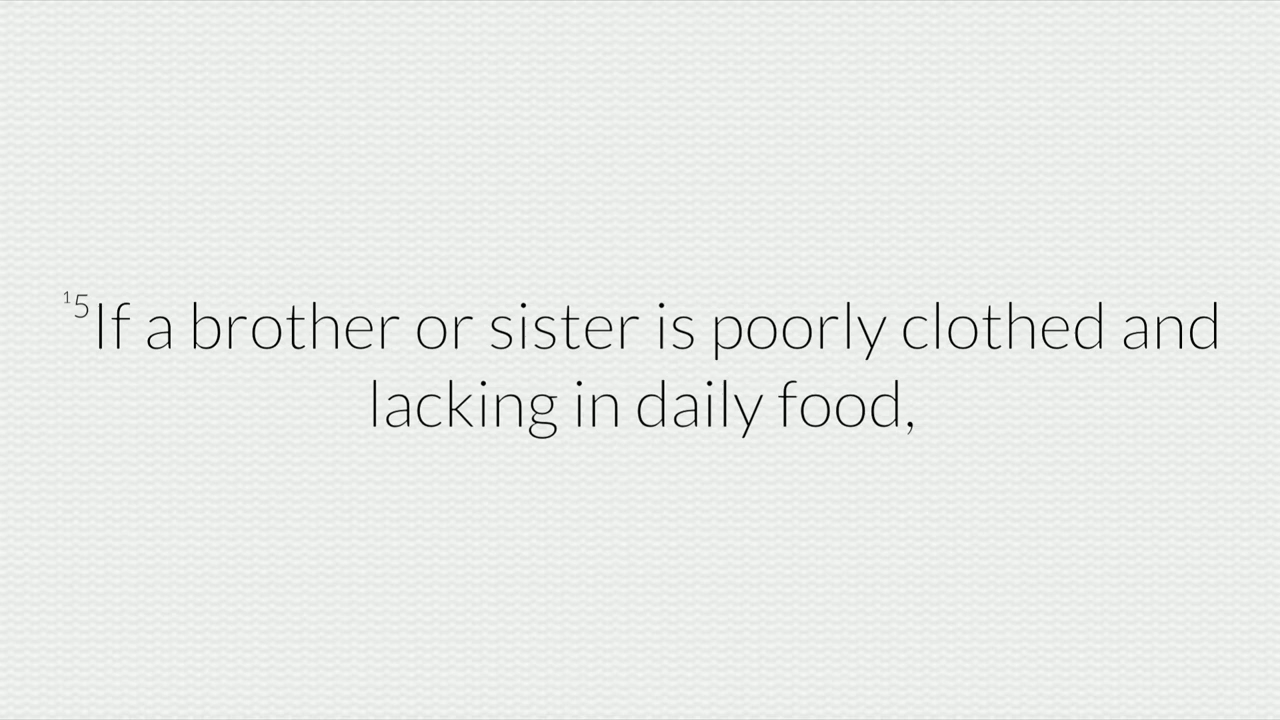 ¹⁵If a brother or sister is poorly clothed and
lacking in daily food,